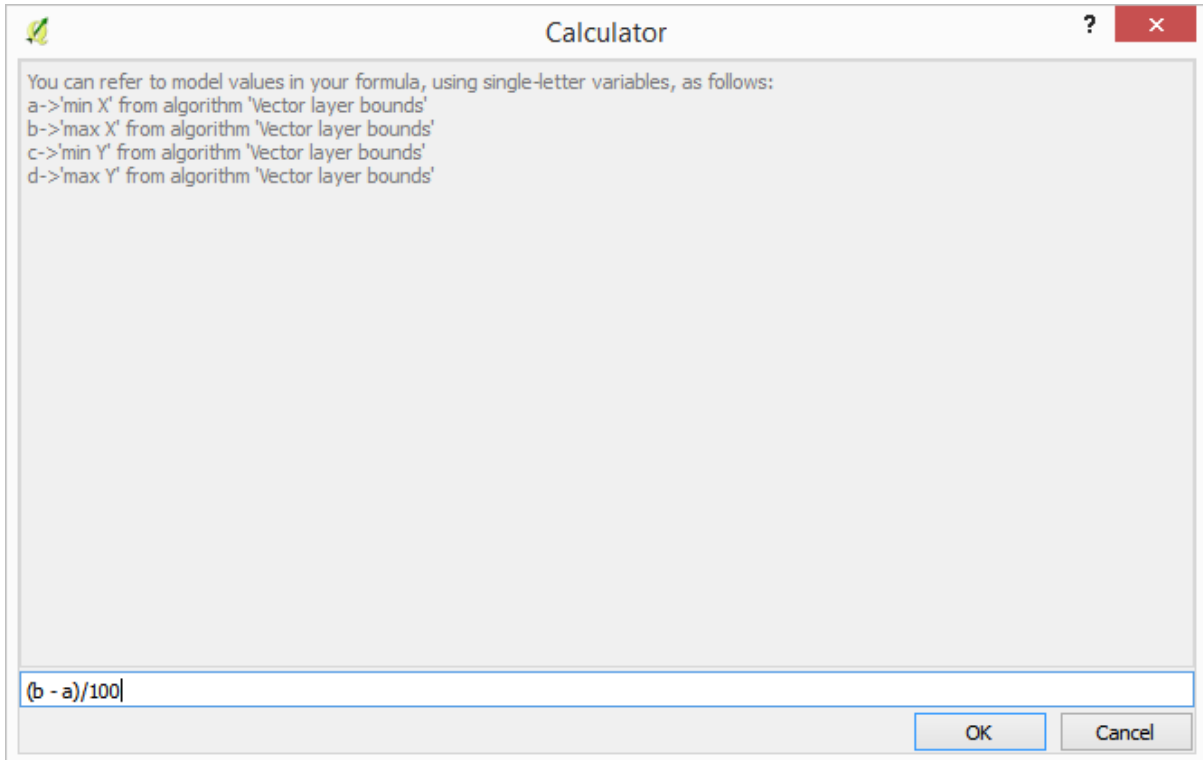 Calculator
?
You can refer to model values in your formula, using single-letter variables, as follows:
a->'min X' from algorithm 'Vector layer bounds'
b->'max X' from algorithm 'Vector layer bounds'
c->'min Y' from algorithm 'Vector layer bounds'
d->'max Y' from algorithm 'Vector layer bounds'
(b - a)/100
OK Cancel